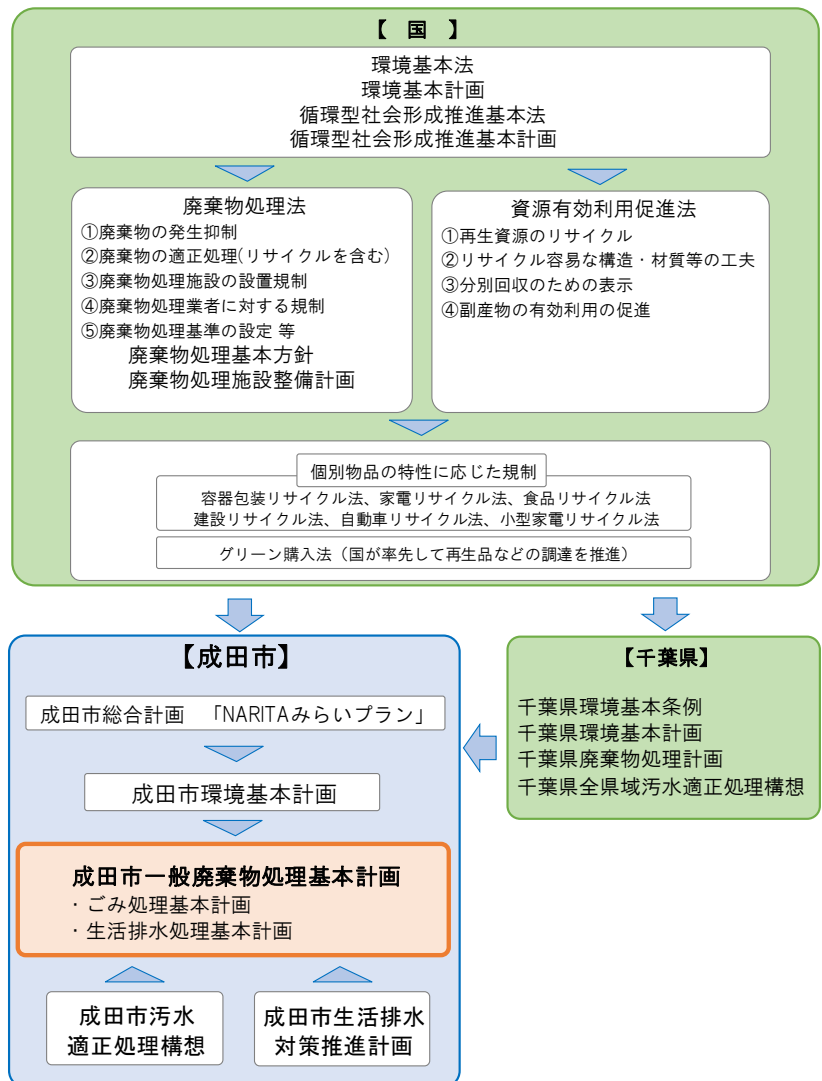 【 国 】
環境基本法
環境基本計画
循環型社会形成推進基本法
循環型社会形成推進基本計画
廃棄物処理法
①廃棄物の発生抑制
②廃棄物の適正処理(リサイクルを含む)
③廃棄物処理施設の設置規制
④廃棄物処理業者に対する規制
⑤廃棄物処理基準の設定 等
廃棄物処理基本方針
廃棄物処理施設整備計画
資源有効利用促進法
①再生資源のリサイクル
②リサイクル容易な構造・材質等の工夫
③分別回収のための表示
④副産物の有効利用の促進
個別物品の特性に応じた規制
容器包装リサイクル法、家電リサイクル法、食品リサイクル法
建設リサイクル法、自動車リサイクル法、小型家電リサイクル法
グリーン購入法（国が率先して再生品などの調達を推進）
【成田市】
成田市総合計画 「NARITAみらいプラン」
成田市環境基本計画
成田市一般廃棄物処理基本計画
・ごみ処理基本計画
・生活排水処理基本計画
成田市汚水
適正処理構想
成田市生活排水
対策推進計画
【千葉県】
千葉県環境基本条例
千葉県環境基本計画
千葉県廃棄物処理計画
千葉県全県域汚水適正処理構想